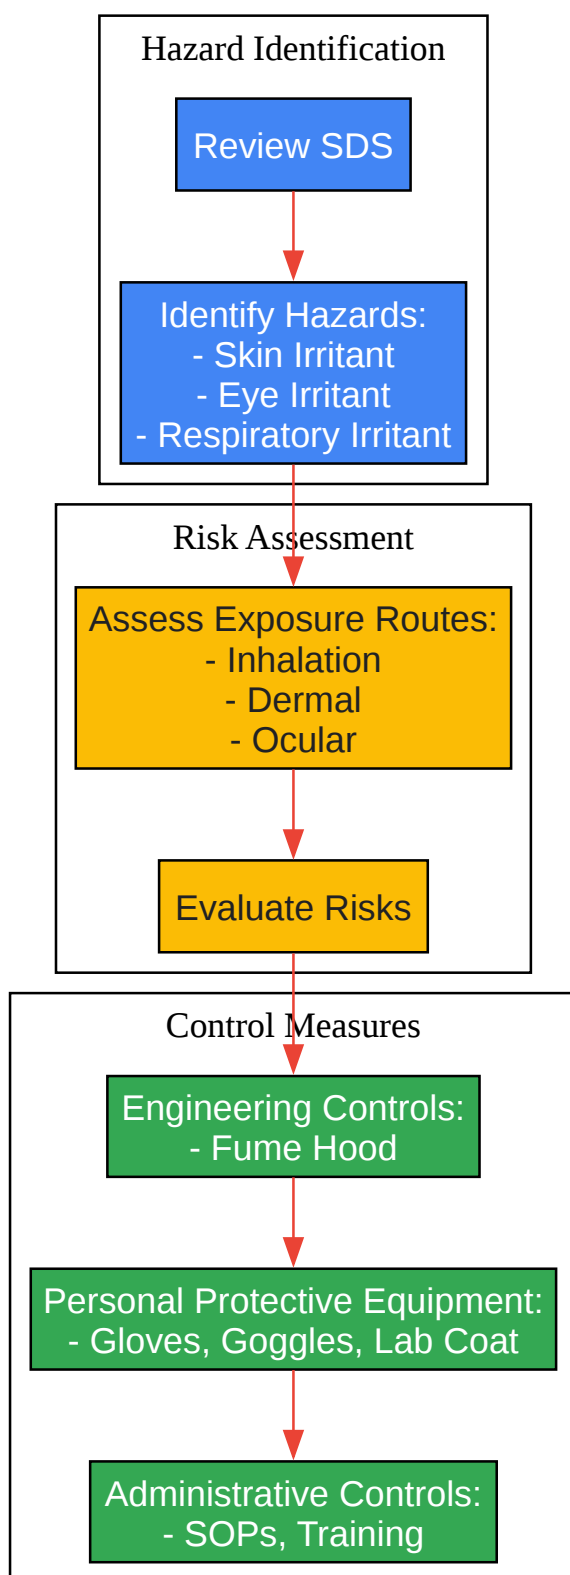 Hazard Identification
Review SDS
Identify Hazards:
- Skin Irritant
- Eye Irritant
- Respiratory Irritant
Risk Assessment
Assess Exposure Routes:
- Inhalation
- Dermal
- Ocular
Evaluate Risks
Control Measures
Engineering Controls:
- Fume Hood
Personal Protective Equipment:
- Gloves, Goggles, Lab Coat
Administrative Controls:
- SOPs, Training